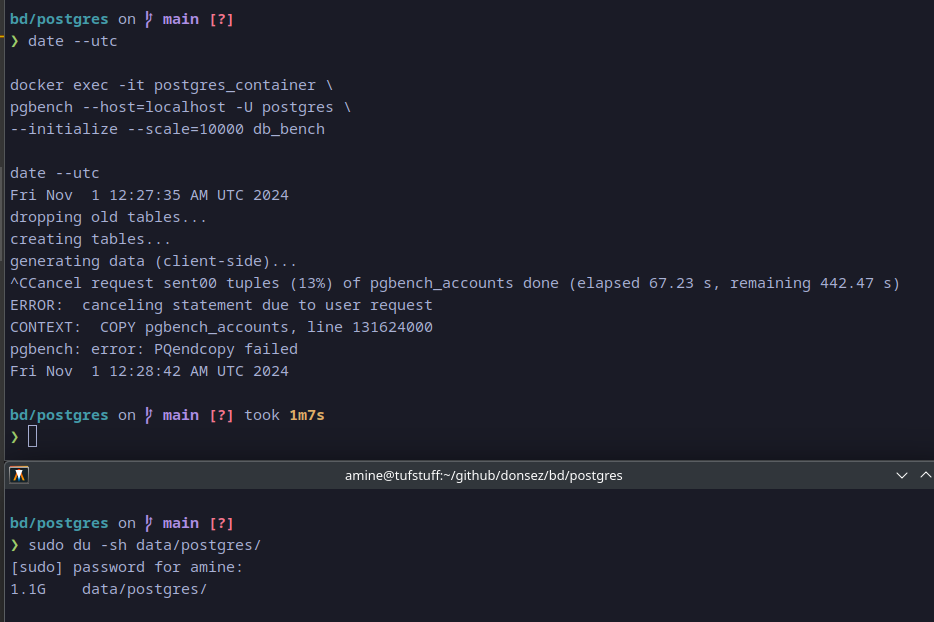 bd/postgres on main [?]
❯ date --utc
docker exec -it postgres_container \
pgbench --host=localhost -U postgres \
--initialize --scale=10000 db_bench
date --utc
Fri Nov  1 12:27:35 AM UTC 2024
dropping old tables...
creating tables...
generating data (client-side)...
^CCancel request sent00 tuples (13%) of pgbench_accounts done (elapsed 67.23 s, remaining 442.47 s)
ERROR:  canceling statement due to user request
CONTEXT:  COPY pgbench_accounts, line 131624000
pgbench: error: PQendcopy failed
Fri Nov  1 12:28:42 AM UTC 2024
bd/postgres on main [?] took 1m7s
❯
amine@tufstuff:~/github/donsez/bd/postgres
bd/postgres on main [?]
❯ sudo du -sh data/postgres/
[sudo] password for amine:
1.1G    data/postgres/